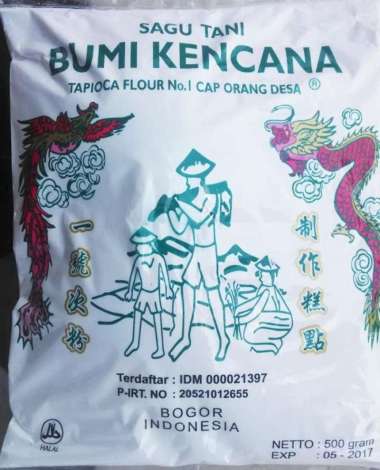 SAGU TANI
BUMI KENCANA
TAPIOCA FLOUR No.1 CAP ORANG DESA ®
一號次粉
制作糕點
Terdaftar : IDM 000021397
P-IRT. NO : 20521012655
BOGOR
INDONESIA
HALAL
NETTO : 500 gram
EXP : 05 - 2017